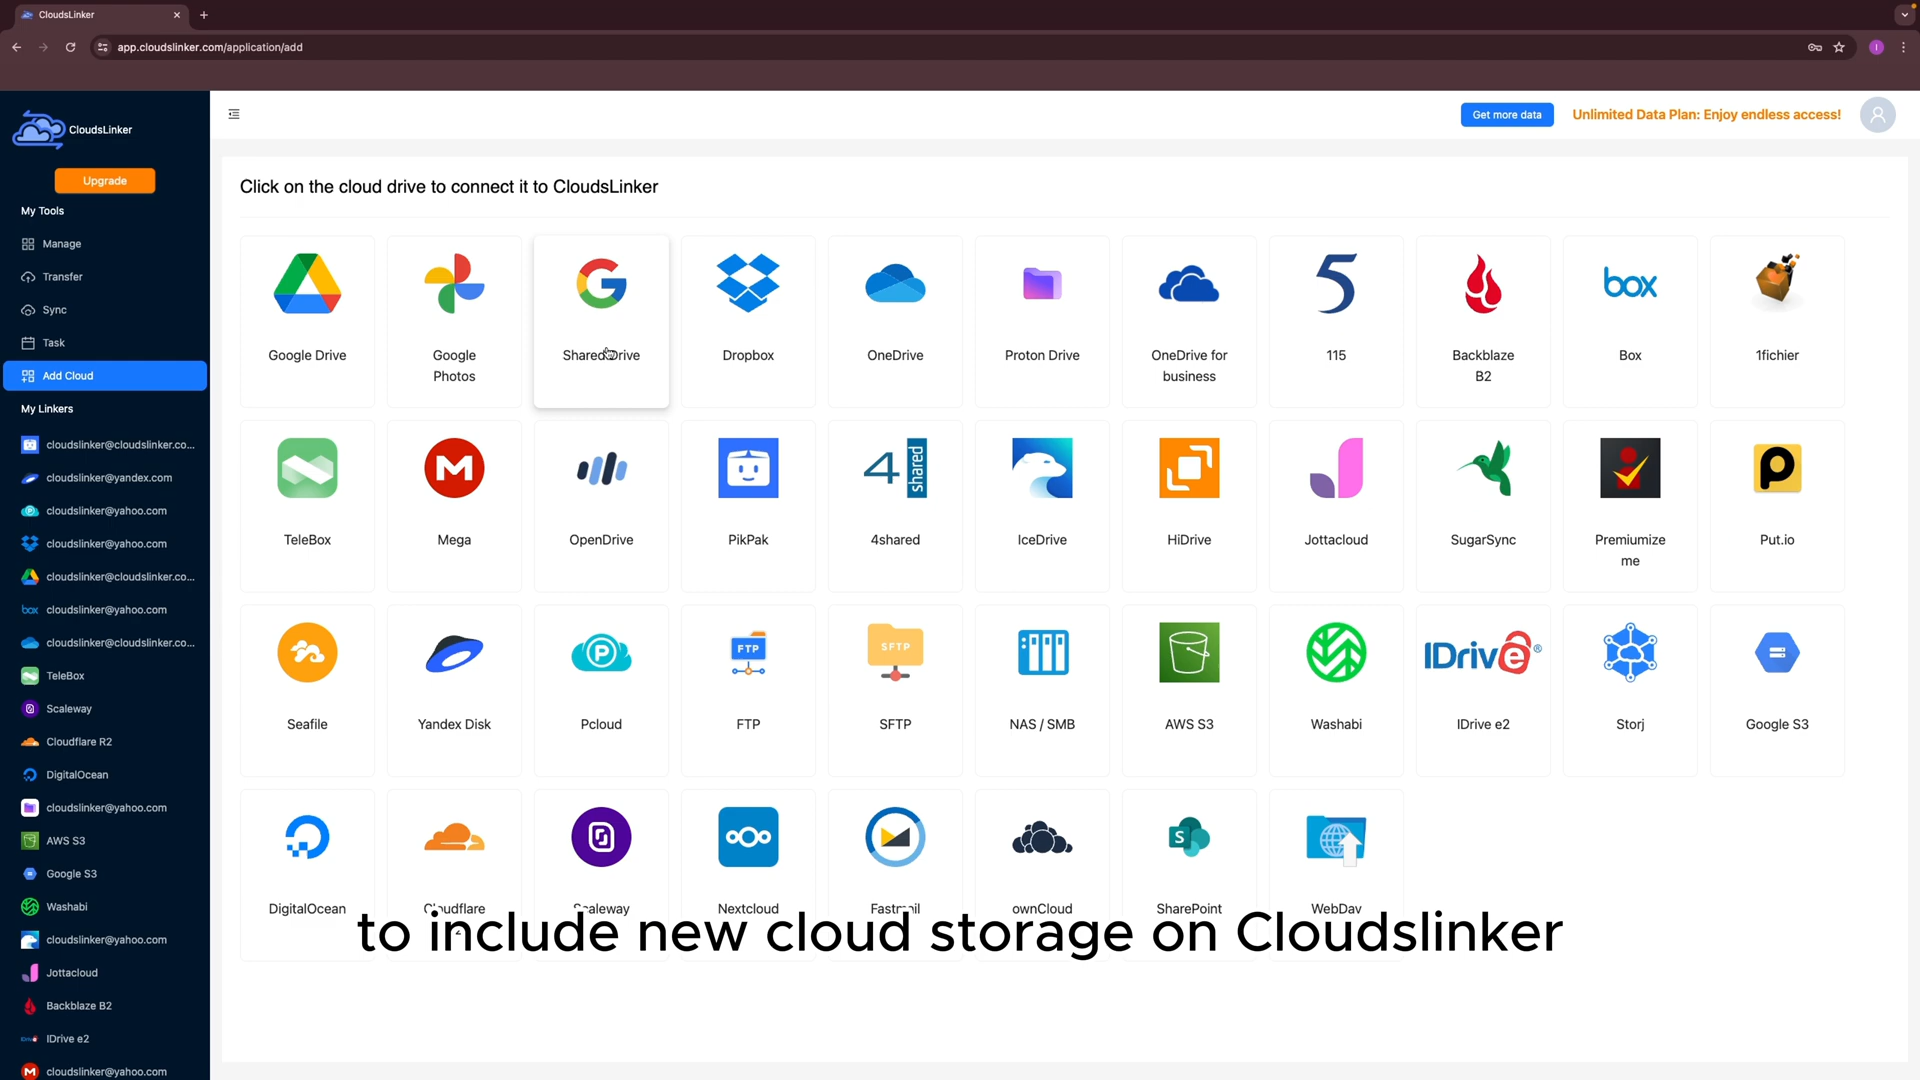 CloudsLinker
app.cloudslinker.com/application/add
I
CloudsLinker
Get more data
Unlimited Data Plan: Enjoy endless access!
Upgrade
My Tools
Manage
Transfer
Sync
Task
Add Cloud
My Linkers
cloudslinker@cloudslinker.co...
cloudslinker@yandex.com
cloudslinker@yahoo.com
cloudslinker@yahoo.com
cloudslinker@cloudslinker.co...
box cloudslinker@yahoo.com
cloudslinker@cloudslinker.co...
TeleBox
Scaleway
Cloudflare R2
DigitalOcean
cloudslinker@yahoo.com
AWS S3
Google S3
Washabi
cloudslinker@yahoo.com
Jottacloud
Backblaze B2
IDrive e2
M cloudslinker@yahoo.com
Click on the cloud drive to connect it to CloudsLinker
5
box
Google Drive
Google
Photos
Shared Drive
Dropbox
OneDrive
Proton Drive
OneDrive for
business
115
Backblaze
B2
Box
1fichier
M
4 shared
P
TeleBox
Mega
OpenDrive
PikPak
4shared
IceDrive
HiDrive
Jottacloud
SugarSync
Premiumize
me
Put.io
P
FTP
SFTP
IDrive®
Seafile
Yandex Disk
Pcloud
FTP
SFTP
NAS / SMB
AWS S3
Washabi
IDrive e2
Storj
Google S3
S
DigitalOcean
Cloudflare
Scaleway
Nextcloud
Fastmail
ownCloud
SharePoint
WebDav
to include new cloud storage on Cloudslinker